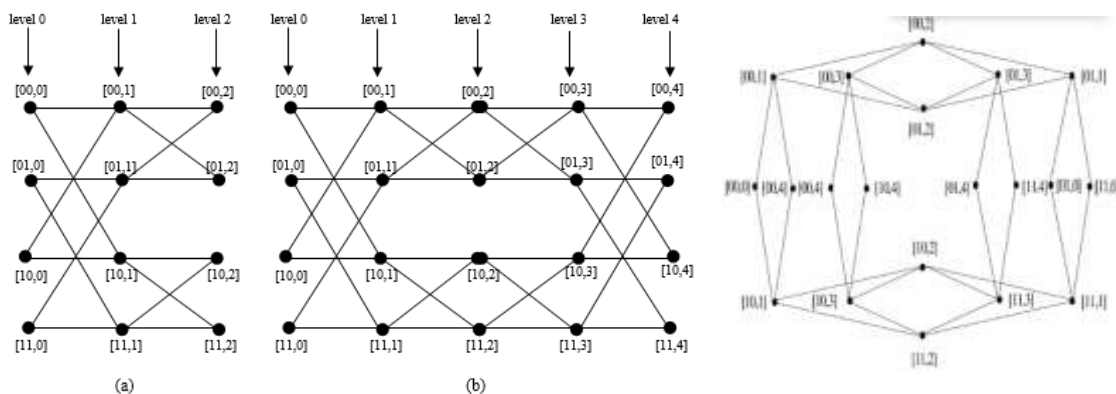 level 0 level 1 level 2 level 0 level 1 level 2 level 3 level 4
[00,2]
[00,0] [00,1] [00,2] [00,0] [00,1] [00,2] [00,3] [00,4]
[00,1] [00,3] [01,3] [01,1]
[01,2]
[01,0] [01,1] [01,2] [01,0] [01,1] [01,2] [01,3] [01,4]
[00,0] [00,4] [00,4] [10,4] [01,4] [11,4] [01,0] [11,0]
[10,2]
[10,0] [10,1] [10,2] [10,0] [10,1] [10,2] [10,3] [10,4]
[10,1] [10,3] [11,3] [11,1]
[11,0] [11,1] [11,2] [11,0] [11,1] [11,2] [11,3] [11,4]
[11,2]
(a) (b)